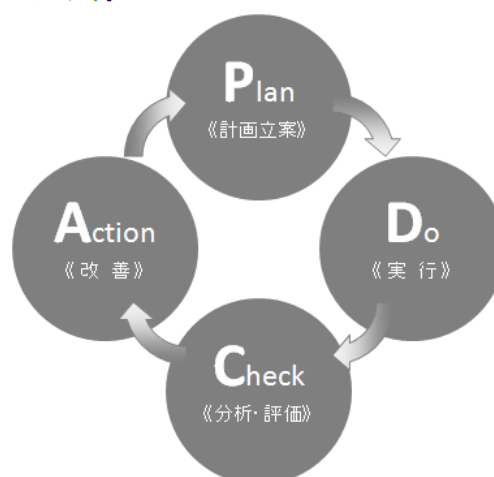 Plan
《計画立案》
Do
《実 行》
Check
《分析・評価》
Action
《改 善》